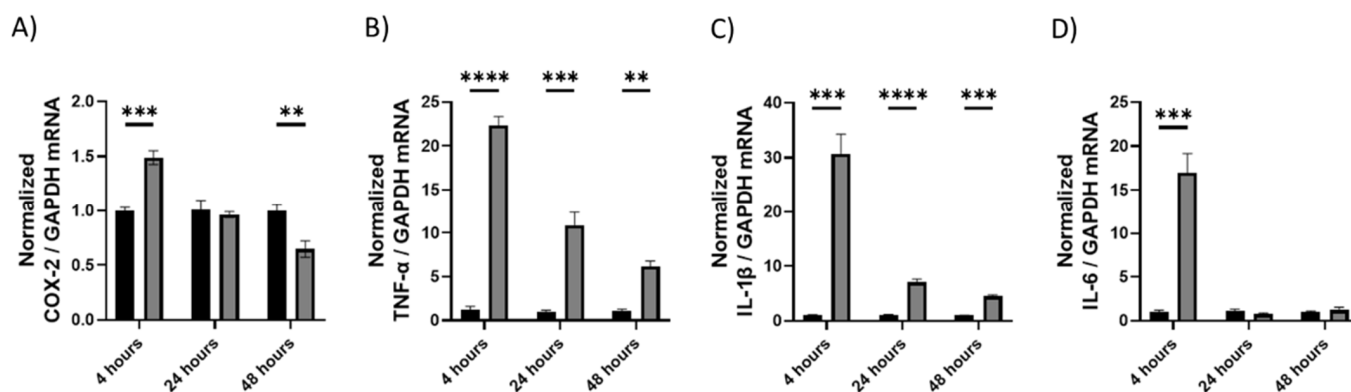 A)
Normalized
COX-2 / GAPDH mRNA
2.0
1.5
1.0
0.5
0.0
***
**
4 hours
24 hours
48 hours
B)
Normalized
TNF-α / GAPDH mRNA
25
20
15
10
5
0
****
***
**
4 hours
24 hours
48 hours
C)
Normalized
IL-1β / GAPDH mRNA
40
30
20
10
0
***
****
***
4 hours
24 hours
48 hours
D)
Normalized
IL-6 / GAPDH mRNA
25
20
15
10
5
0
***
4 hours
24 hours
48 hours